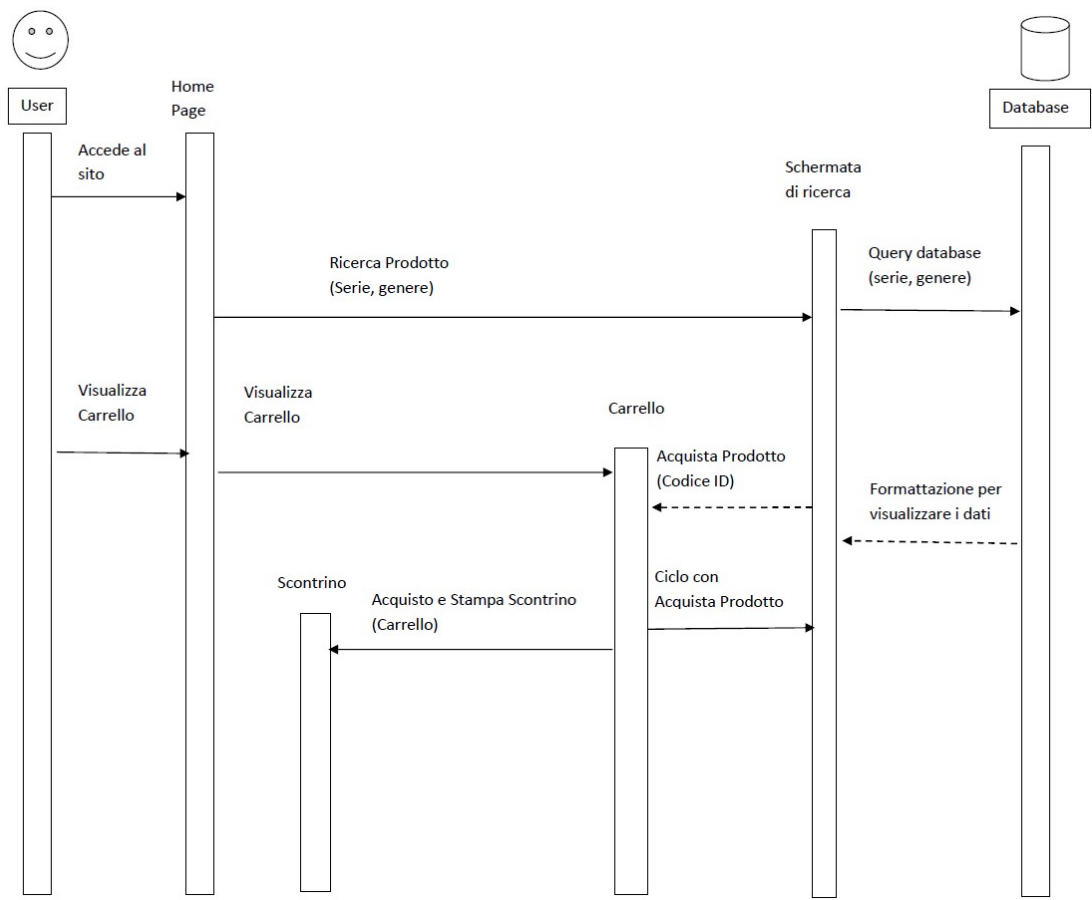 User
Home
Page
Database
Accede al
sito
Schermata
di ricerca
Ricerca Prodotto
(Serie, genere)
Query database
(serie, genere)
Visualizza
Carrello
Visualizza
Carrello
Carrello
Acquista Prodotto
(Codice ID)
Formattazione per
visualizzare i dati
Scontrino
Acquisto e Stampa Scontrino
(Carrello)
Ciclo con
Acquista Prodotto